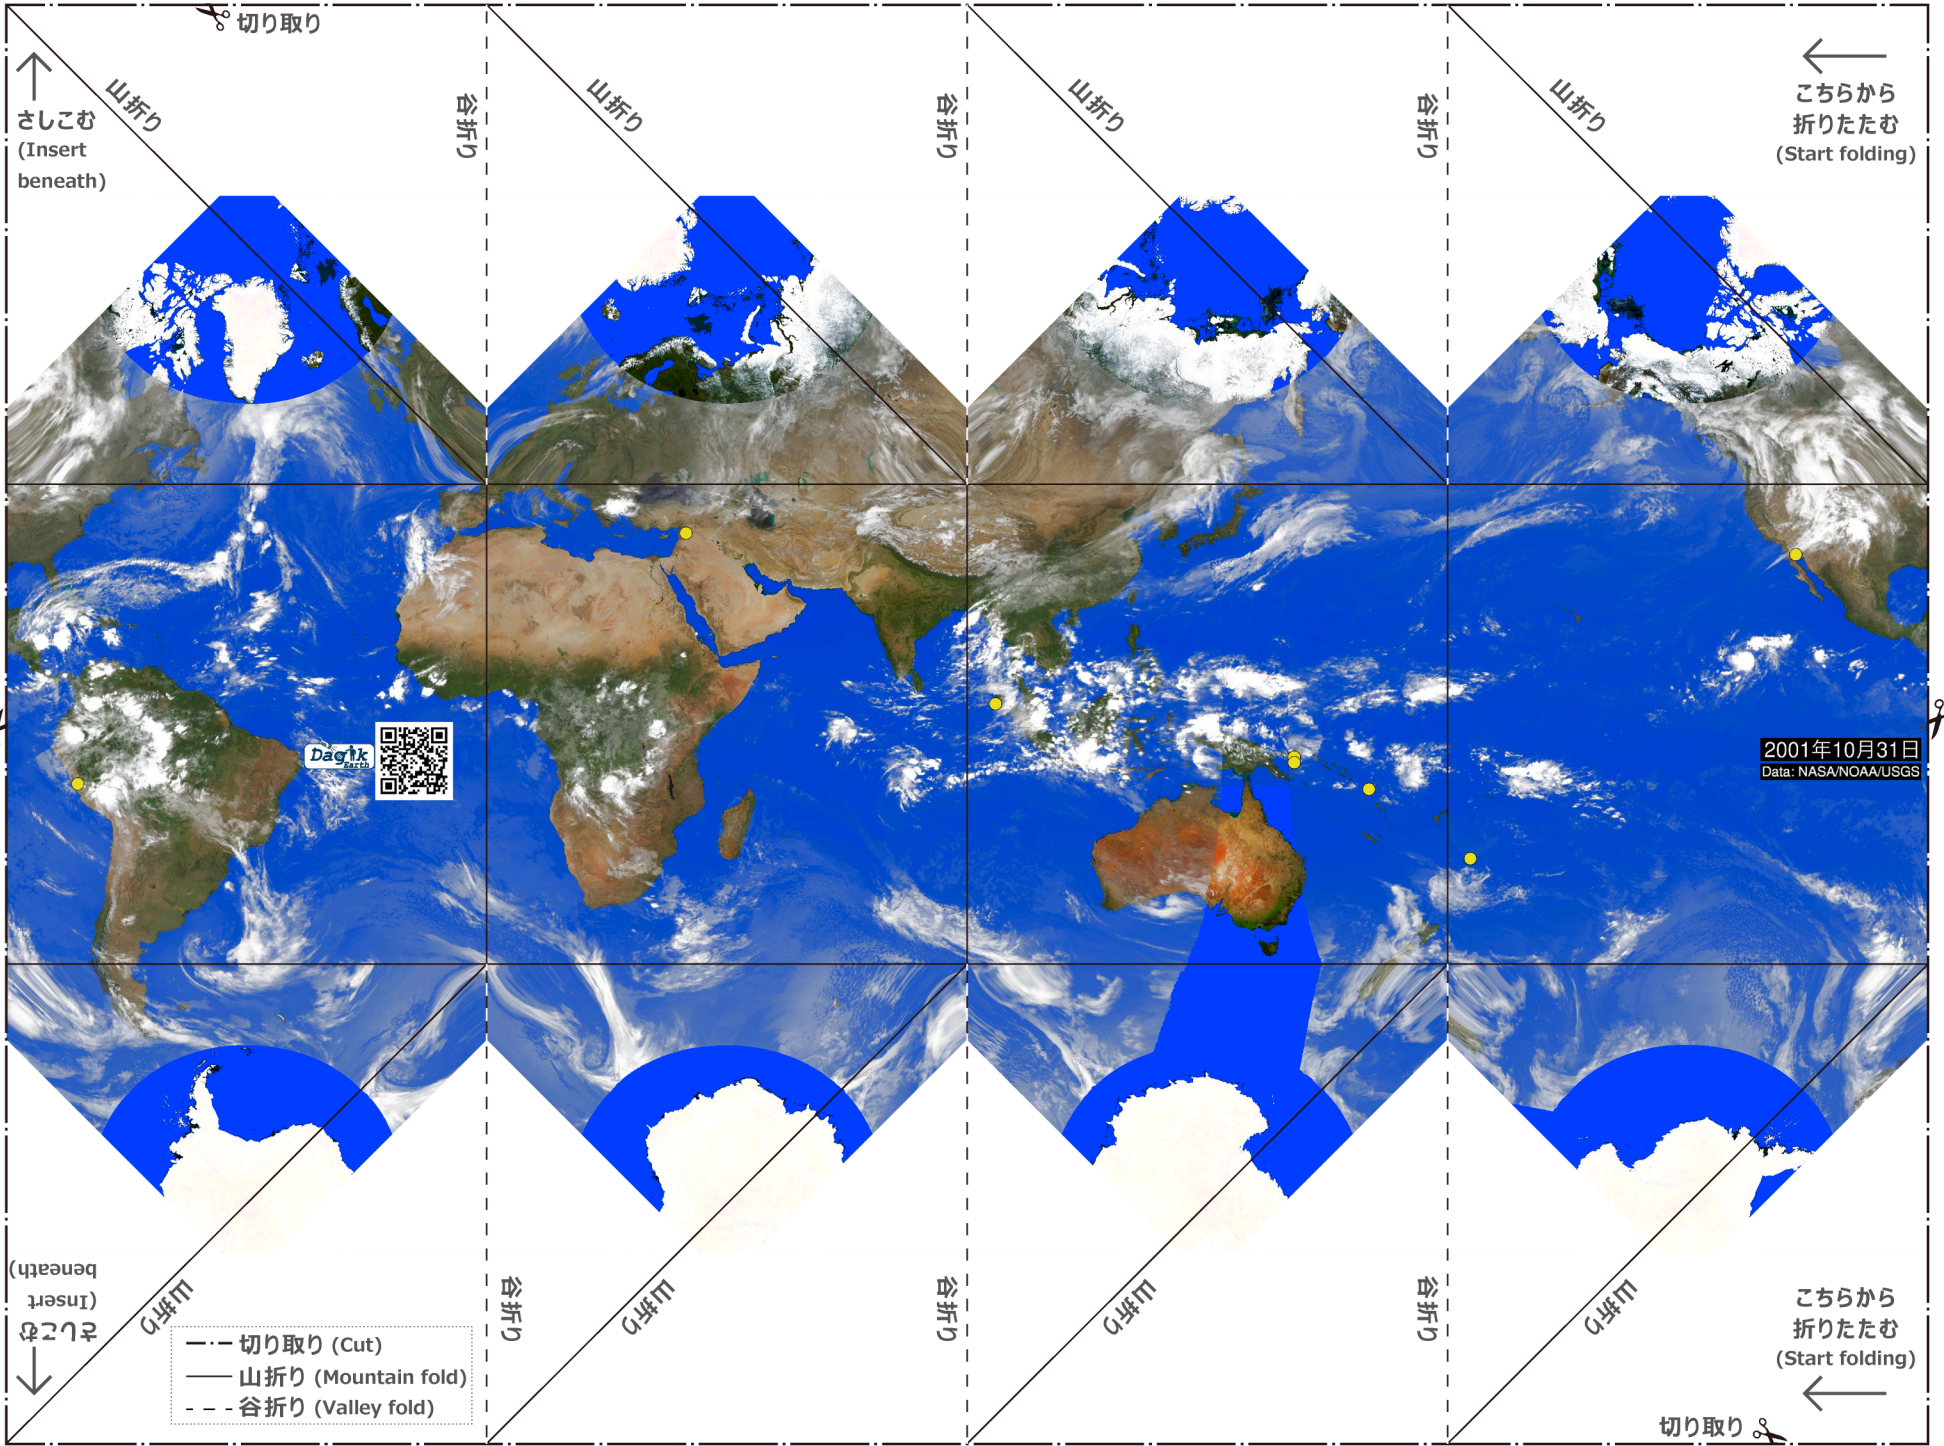 切り取り
山折り
谷折り
山折り
谷折り
山折り
谷折り
山折り
さしこむ
(Insert
beneath)
こちらから
折りたたむ
(Start folding)
Dagik
Earth
2001年10月31日
Data: NASA/NOAA/USGS
さしこむ
(Insert
beneath)
山折り
谷折り
山折り
谷折り
山折り
谷折り
山折り
こちらから
折りたたむ
(Start folding)
切り取り (Cut)
山折り (Mountain fold)
谷折り (Valley fold)
切り取り